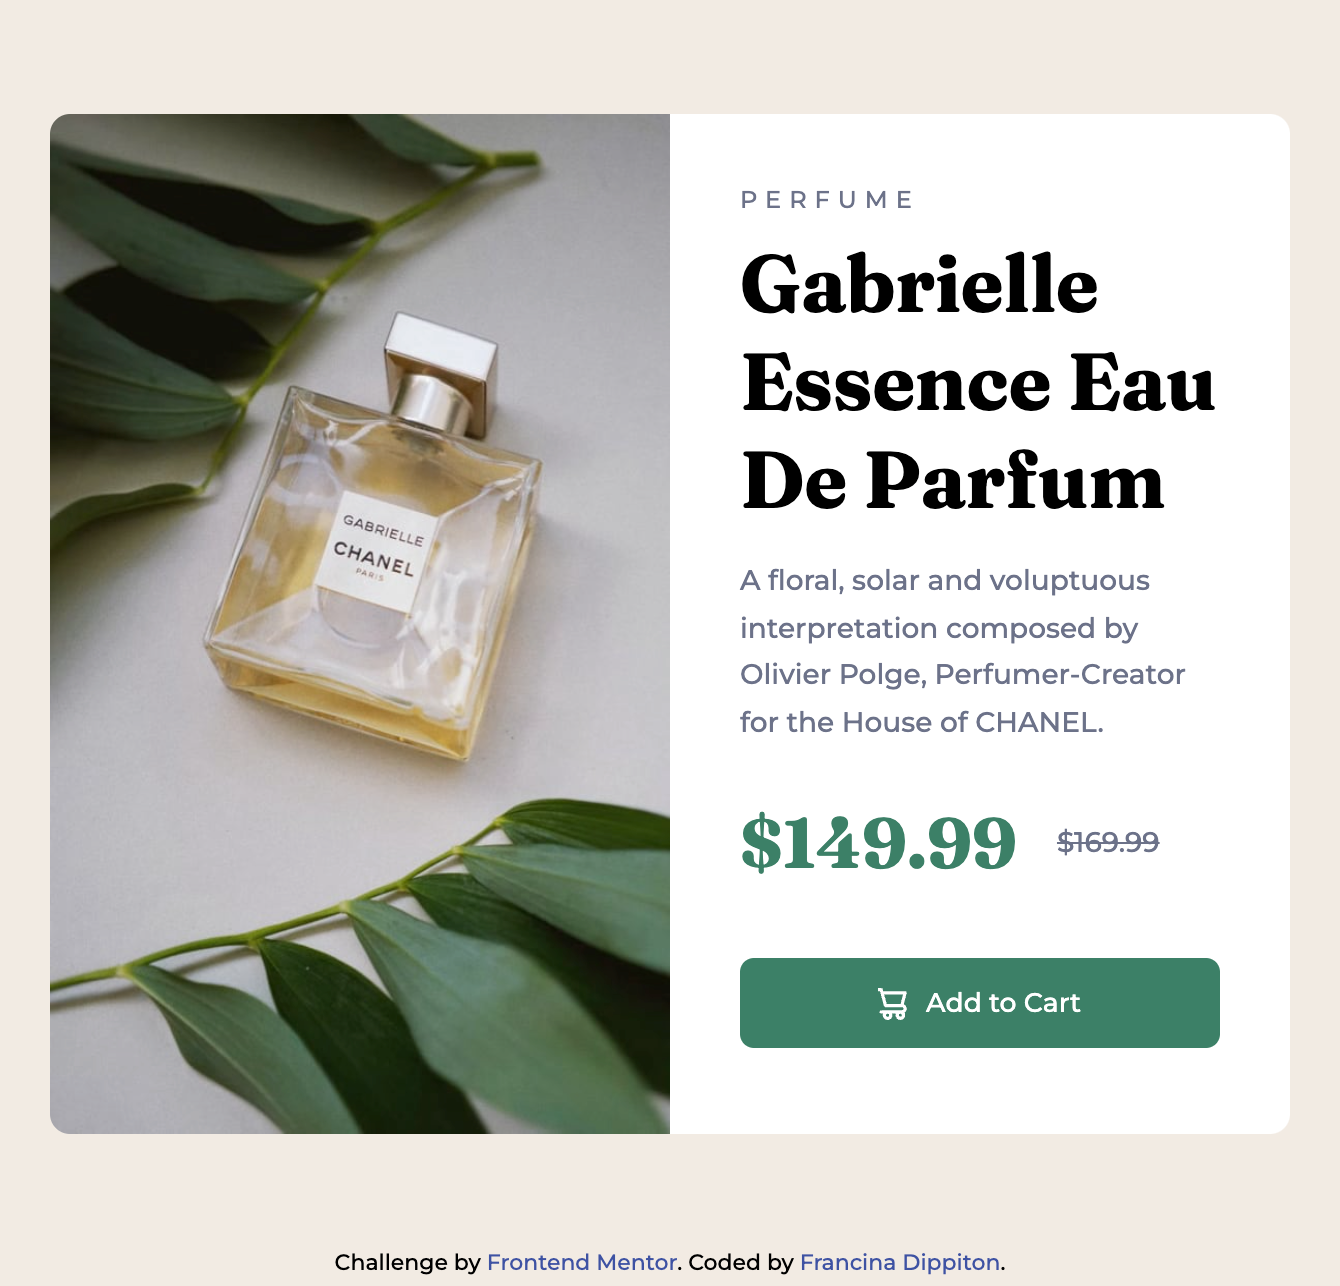 GABRIELLE
CHANEL
PARIS
PERFUME
Gabrielle
Essence Eau
De Parfum
A floral, solar and voluptuous
interpretation composed by
Olivier Polge, Perfumer-Creator
for the House of CHANEL.
$149.99 $169.99
Add to Cart
Challenge by Frontend Mentor. Coded by Francina Dippiton.